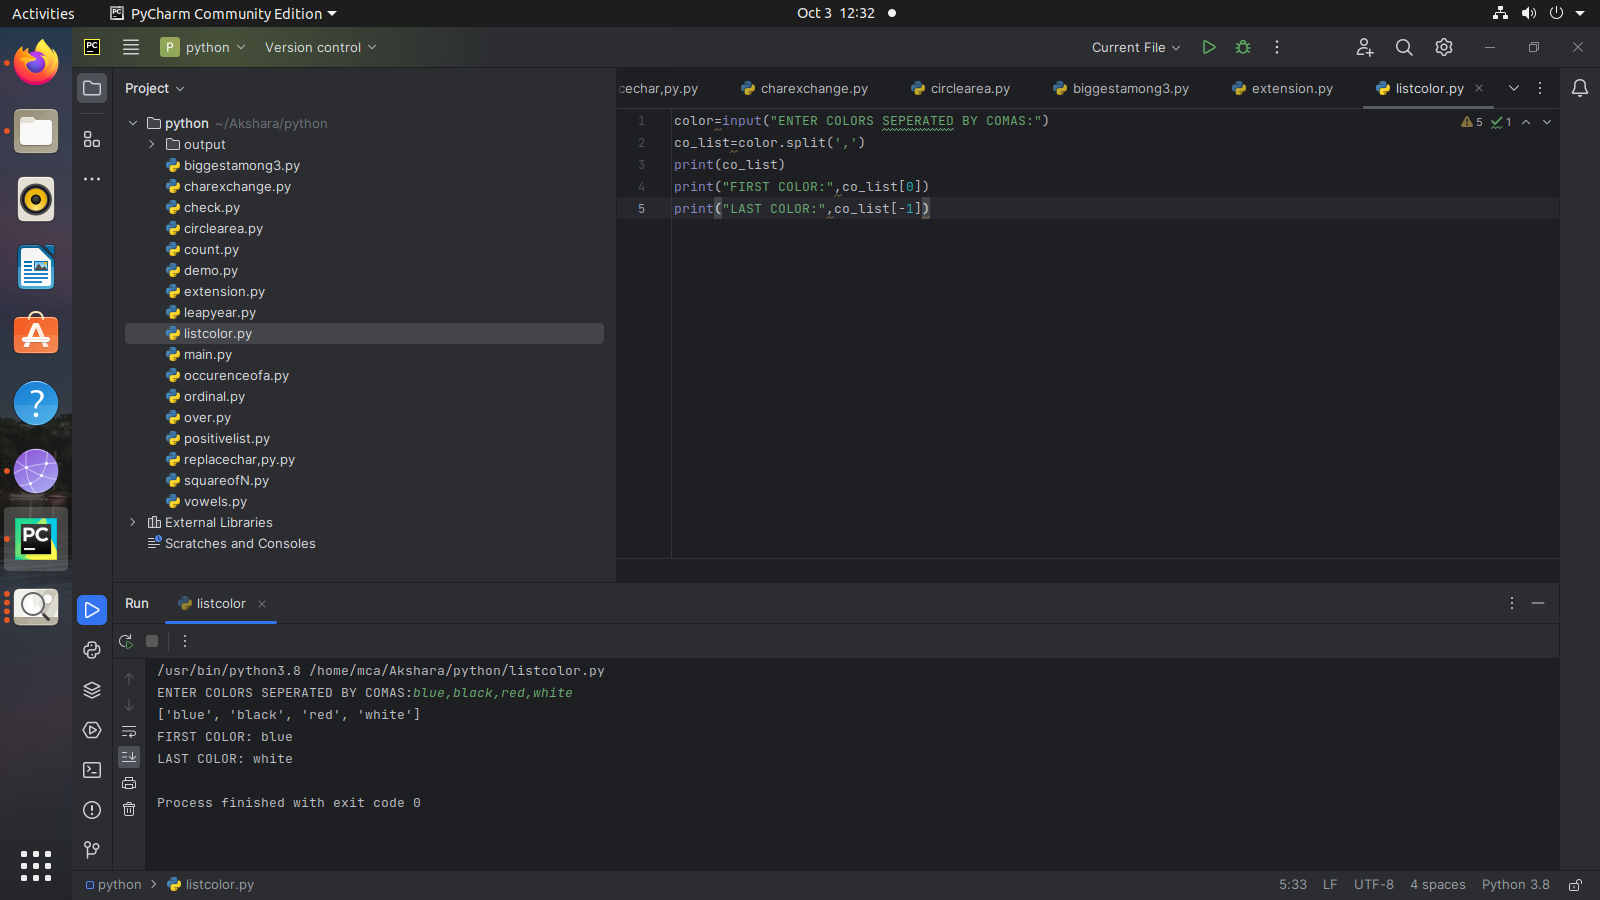 Activities PyCharm Community Edition Oct 3 12:32
PC python Version control Current File
P
Project
cechar,py.py charexchange.py circlearea.py biggestamong3.py extension.py listcolor.py
python ~/Akshara/python
output
biggestamong3.py
charexchange.py
check.py
circlearea.py
count.py
demo.py
extension.py
leapyear.py
listcolor.py
main.py
occurenceofa.py
ordinal.py
over.py
positivelist.py
replacechar,py.py
squareofN.py
vowels.py
External Libraries
Scratches and Consoles
1 color=input("ENTER COLORS SEPERATED BY COMAS:")
2 co_list=color.split(',')
3 print(co_list)
4 print("FIRST COLOR:",co_list[0])
5 print("LAST COLOR:",co_list[-1])
5 1
PC
Run listcolor
/usr/bin/python3.8 /home/mca/Akshara/python/listcolor.py
ENTER COLORS SEPERATED BY COMAS:blue,black,red,white
['blue', 'black', 'red', 'white']
FIRST COLOR: blue
LAST COLOR: white
Process finished with exit code 0
python listcolor.py 5:33 LF UTF-8 4 spaces Python 3.8